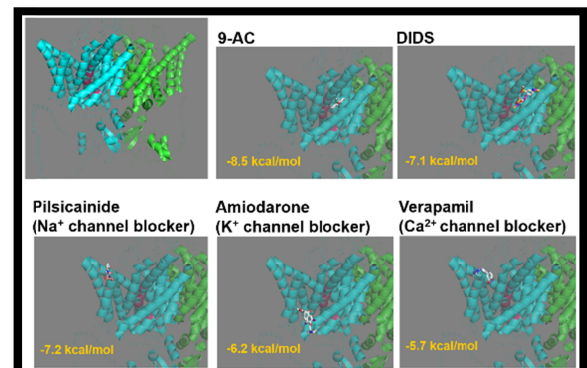 9-AC
DIDS
-8.5 kcal/mol
-7.1 kcal/mol
Pilsicainide
(Na⁺ channel blocker)
Amiodarone
(K⁺ channel blocker)
Verapamil
(Ca²⁺ channel blocker)
-7.2 kcal/mol
-6.2 kcal/mol
-5.7 kcal/mol